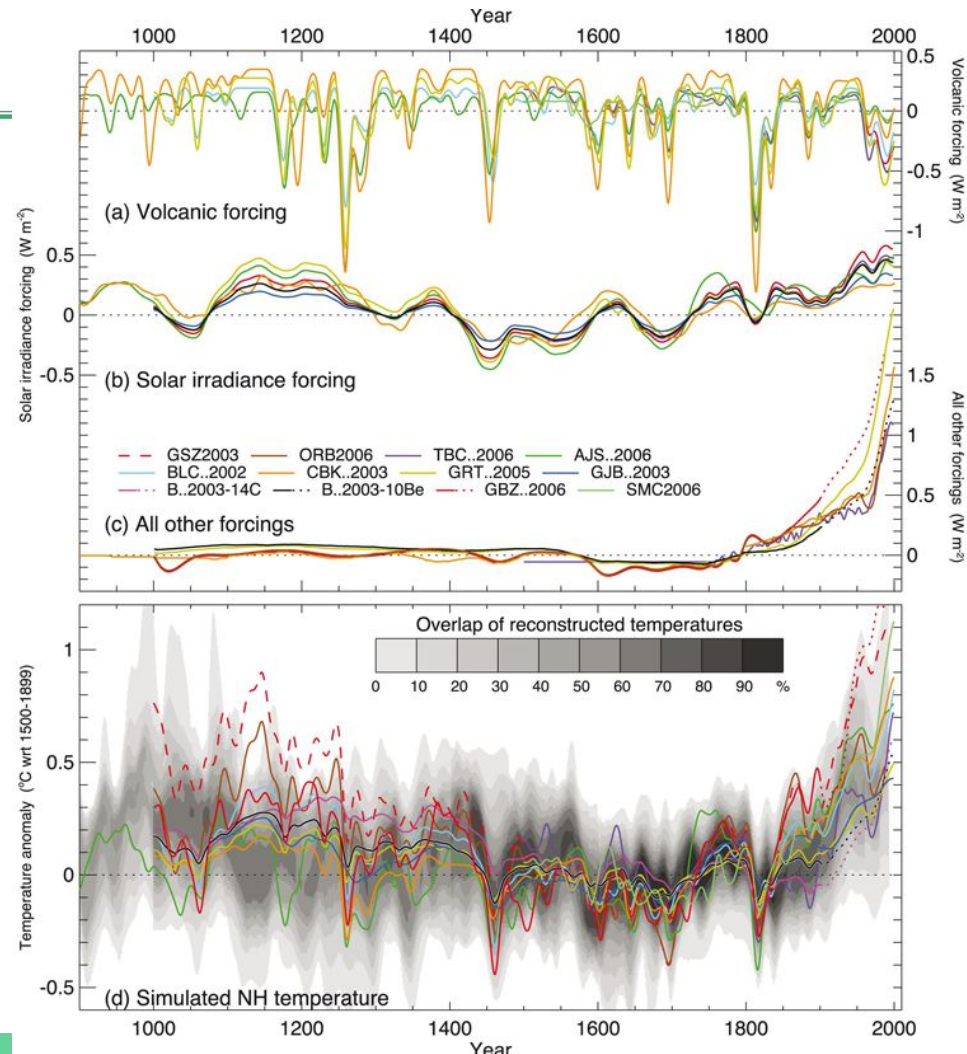 Year
1000 1200 1400 1600 1800 2000
0.5
0
-0.5
-1
Volcanic forcing (W m-2)
(a) Volcanic forcing
Solar irradiance forcing (W m-2)
0.5
0
-0.5
(b) Solar irradiance forcing
1.5
1
0.5
0
All other forcings (W m-2)
GSZ2003 ORB2006 TBC..2006 AJS..2006
BLC..2002 CBK..2003 GRT..2005 GJB..2003
B..2003-14C B..2003-10Be GBZ..2006 SMC2006
(c) All other forcings
Overlap of reconstructed temperatures
0 10 20 30 40 50 60 70 80 90 %
Temperature anomaly (°C wrt 1500-1899)
1
0.5
0
-0.5
(d) Simulated NH temperature
1000 1200 1400 1600 1800 2000
Year